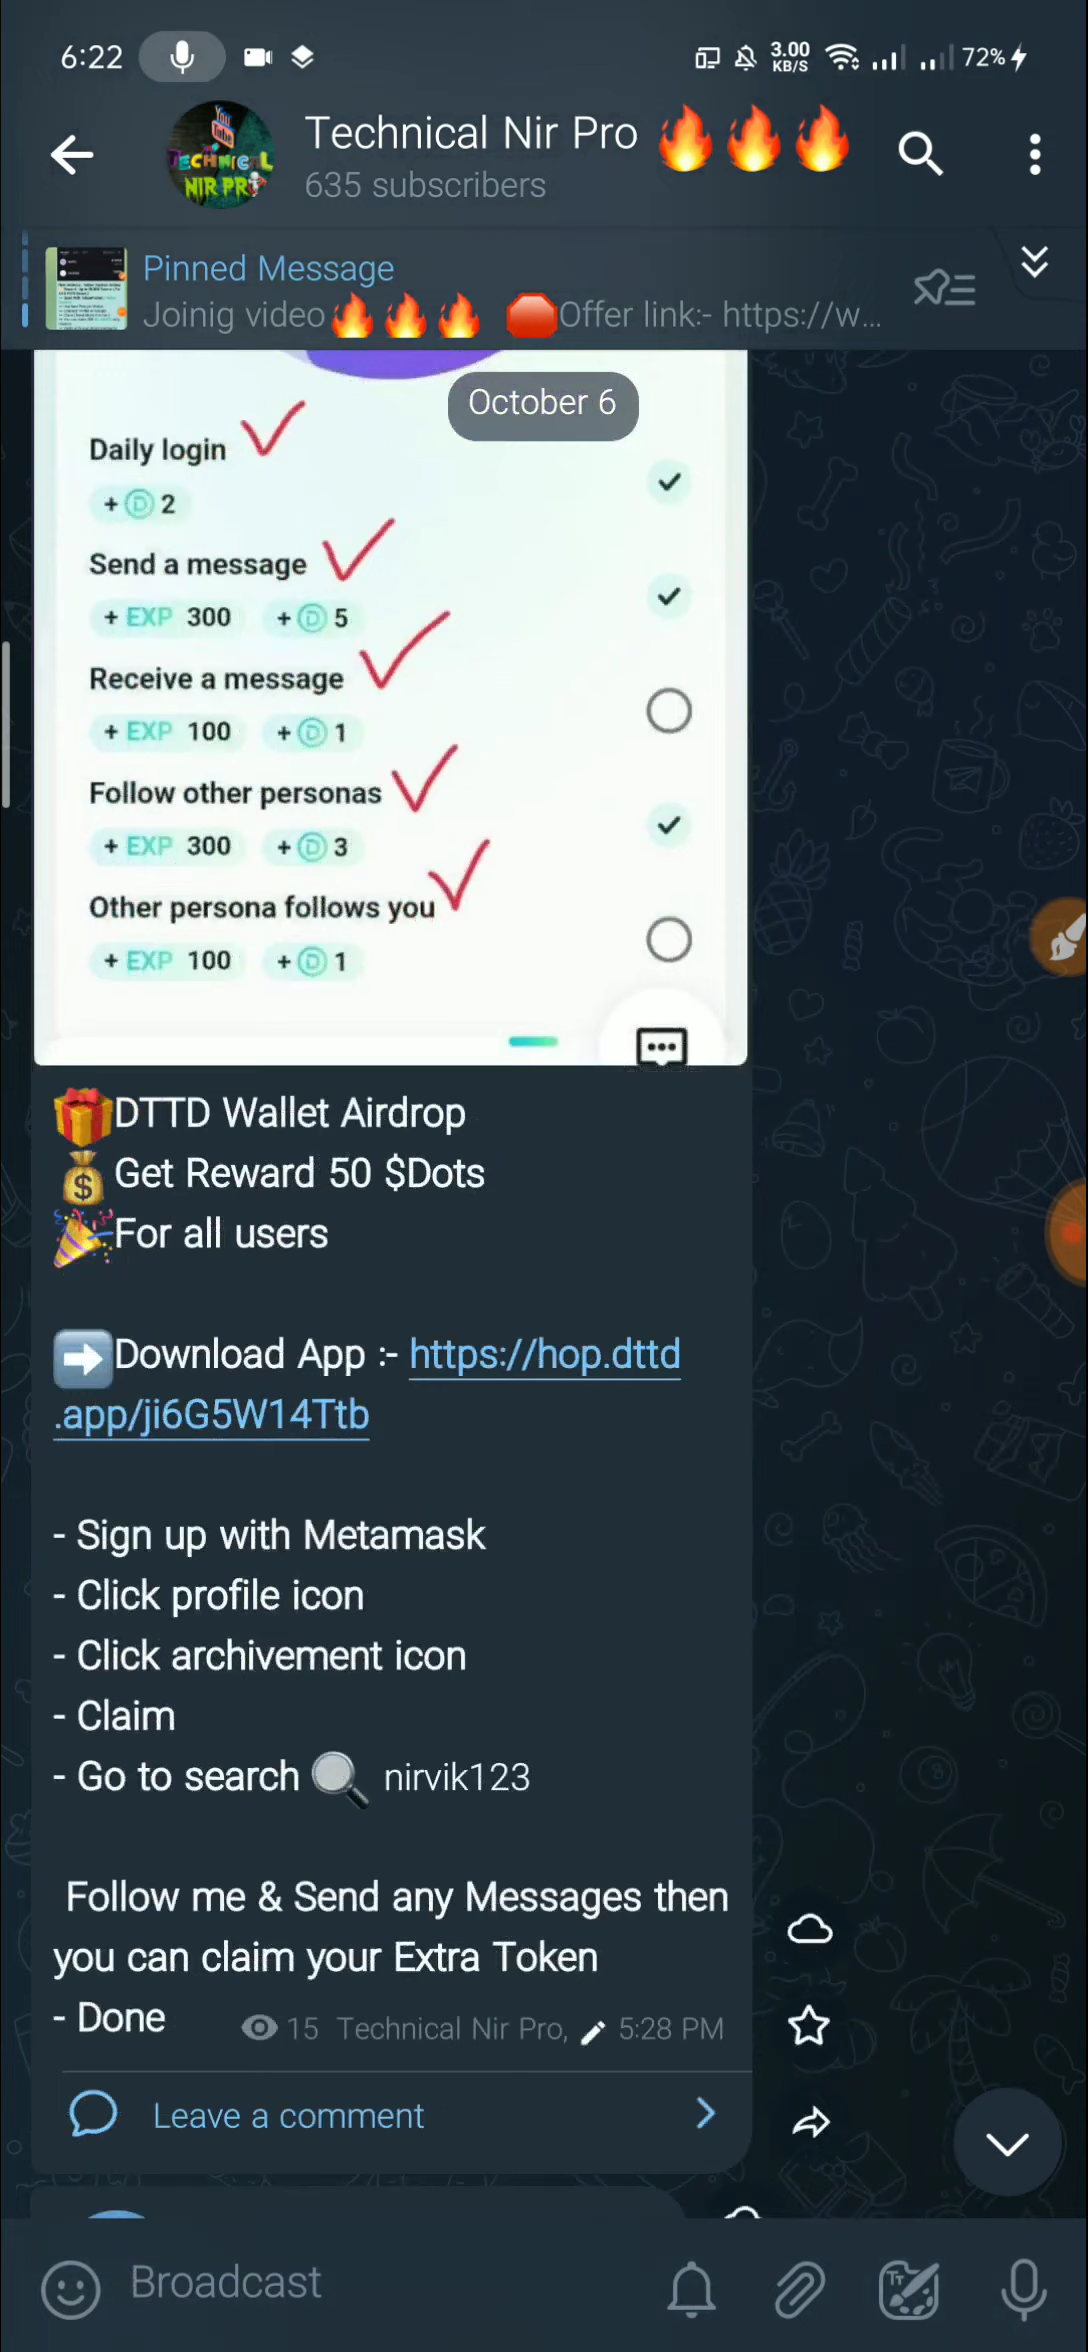 6:22
3.00
KB/S
72%
Technical Nir Pro 🔥🔥🔥
635 subscribers
You
Tube
TECHNICAL
NIR PRO
Pinned Message
Joinig video🔥🔥🔥 🛑Offer link:- https://w...
October 6
Daily login
+ D 2
Send a message
+ EXP 300 + D 5
Receive a message
+ EXP 100 + D 1
Follow other personas
+ EXP 300 + D 3
Other persona follows you
+ EXP 100 + D 1
🎁DTTD Wallet Airdrop
💰Get Reward 50 $Dots
🎉For all users
➡️Download App :- https://hop.dttd
.app/ji6G5W14Ttb
- Sign up with Metamask
- Click profile icon
- Click archivement icon
- Claim
- Go to search 🔍 nirvik123
Follow me & Send any Messages then
you can claim your Extra Token
- Done
15 Technical Nir Pro, 5:28 PM
Leave a comment
Broadcast